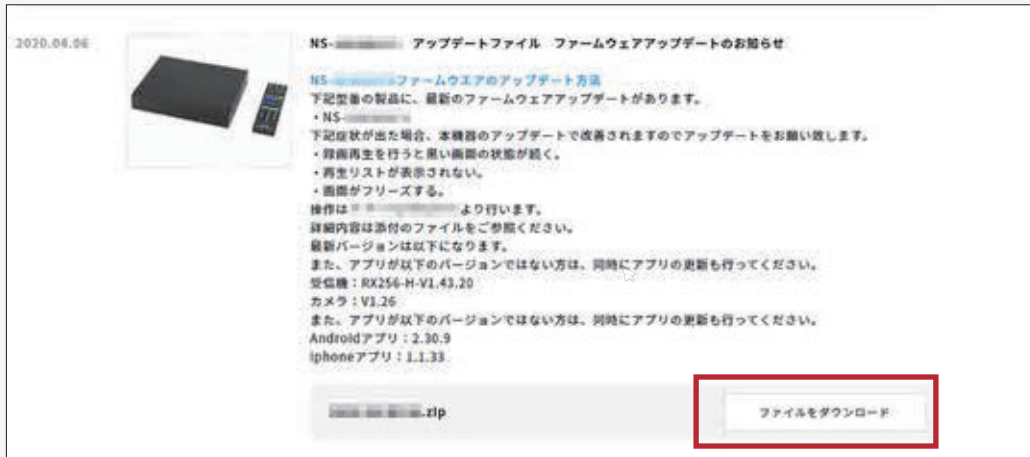 2020.04.06
NS- アップデートファイル ファームウェアアップデートのお知らせ
NS- ファームウエアのアップデート方法
下記型番の製品に、最新のファームウェアアップデートがあります。
・NS-
下記症状が出た場合、本機器のアップデートで改善されますのでアップデートをお願い致します。
・録画再生を行うと黒い画面の状態が続く。
・再生リストが表示されない。
・画面がフリーズする。
操作は より行います。
詳細内容は添付のファイルをご参照ください。
最新バージョンは以下になります。
また、アプリが以下のバージョンではない方は、同時にアプリの更新も行ってください。
受信機：RX256-H-V1.43.20
カメラ：V1.26
また、アプリが以下のバージョンではない方は、同時にアプリの更新も行ってください。
Androidアプリ：2.30.9
iphoneアプリ：1.1.33
.zip
ファイルをダウンロード